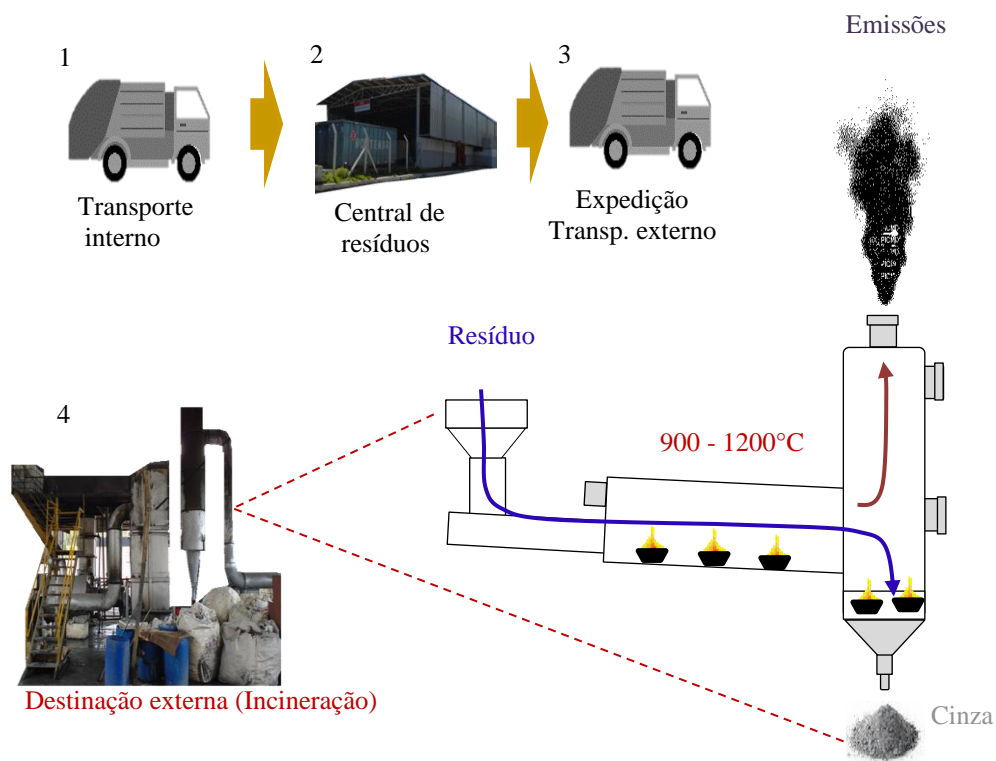 Emissões
1
2
3
Transporte
interno
Central de
resíduos
Expedição
Transp. externo
Resíduo
4
900 - 1200°C
Destinação externa (Incineração)
Cinza